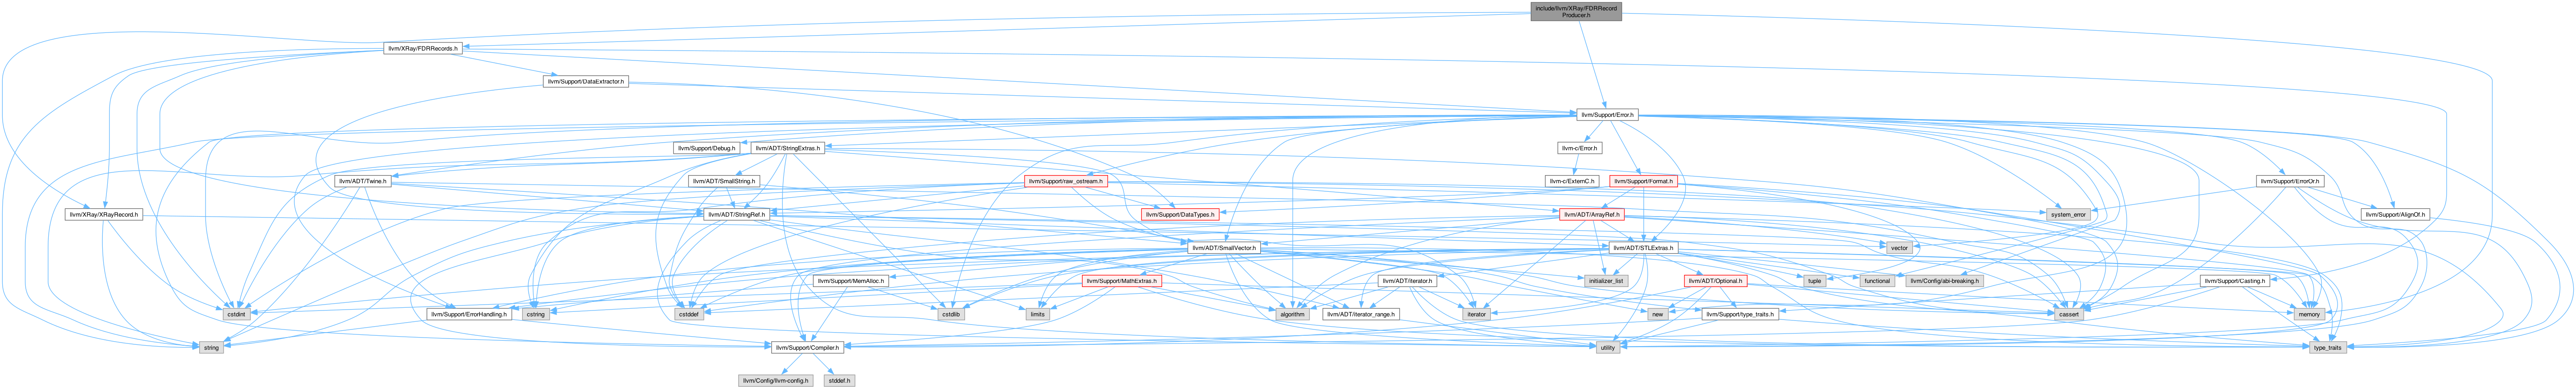 include/llvm/XRay/FDRRecord
Producer.h
llvm/XRay/FDRRecords.h
llvm/Support/DataExtractor.h
llvm/Support/Error.h
llvm/Support/Debug.h
llvm/ADT/StringExtras.h
llvm-c/Error.h
llvm/ADT/Twine.h
llvm/ADT/SmallString.h
llvm/Support/raw_ostream.h
llvm-c/ExternC.h
llvm/Support/Format.h
llvm/Support/ErrorOr.h
llvm/XRay/XRayRecord.h
llvm/ADT/StringRef.h
llvm/Support/DataTypes.h
llvm/ADT/ArrayRef.h
system_error
llvm/Support/AlignOf.h
llvm/ADT/SmallVector.h
llvm/ADT/STLExtras.h
vector
llvm/Support/MemAlloc.h
llvm/Support/MathExtras.h
llvm/ADT/iterator.h
initializer_list
llvm/ADT/Optional.h
tuple
functional
llvm/Config/abi-breaking.h
llvm/Support/Casting.h
cstdint
llvm/Support/ErrorHandling.h
cstring
cstddef
cstdlib
limits
algorithm
llvm/ADT/iterator_range.h
iterator
new
llvm/Support/type_traits.h
cassert
memory
string
llvm/Support/Compiler.h
utility
type_traits
llvm/Config/llvm-config.h
stddef.h